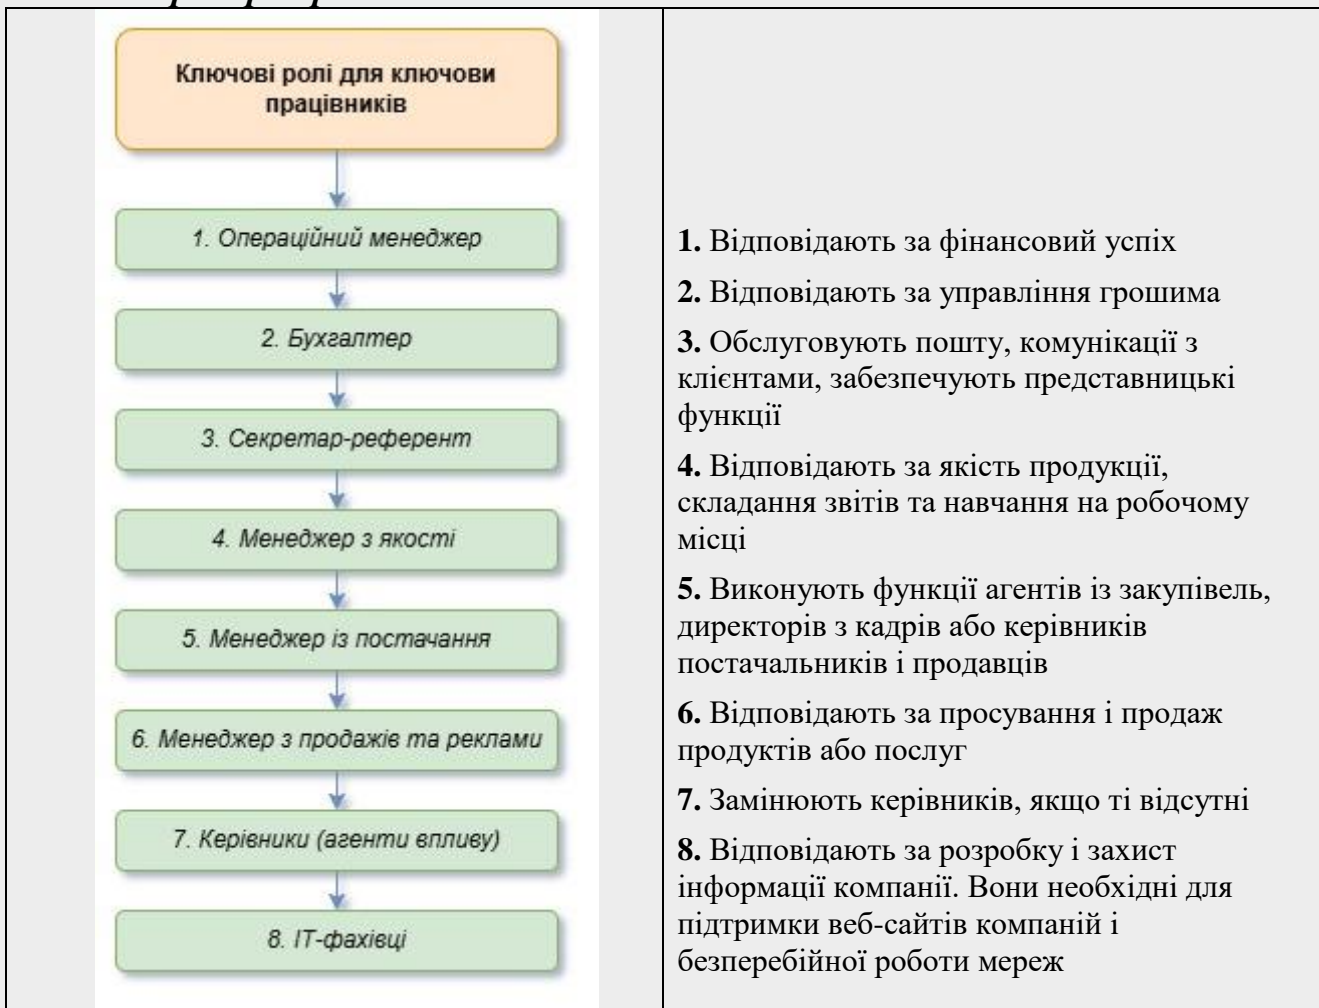 Ключові ролі для ключови
працівників
1. Операційний менеджер
2. Бухгалтер
3. Секретар-референт
4. Менеджер з якості
5. Менеджер із постачання
6. Менеджер з продажів та реклами
7. Керівники (агенти впливу)
8. ІТ-фахівці
1. Відповідають за фінансовий успіх
2. Відповідають за управління грошима
3. Обслуговують пошту, комунікації з
клієнтами, забезпечують представницькі
функції
4. Відповідають за якість продукції,
складання звітів та навчання на робочому
місці
5. Виконують функції агентів із закупівель,
директорів з кадрів або керівників
постачальників і продавців
6. Відповідають за просування і продаж
продуктів або послуг
7. Замінюють керівників, якщо ті відсутні
8. Відповідають за розробку і захист
інформації компанії. Вони необхідні для
підтримки веб-сайтів компаній і
безперебійної роботи мереж